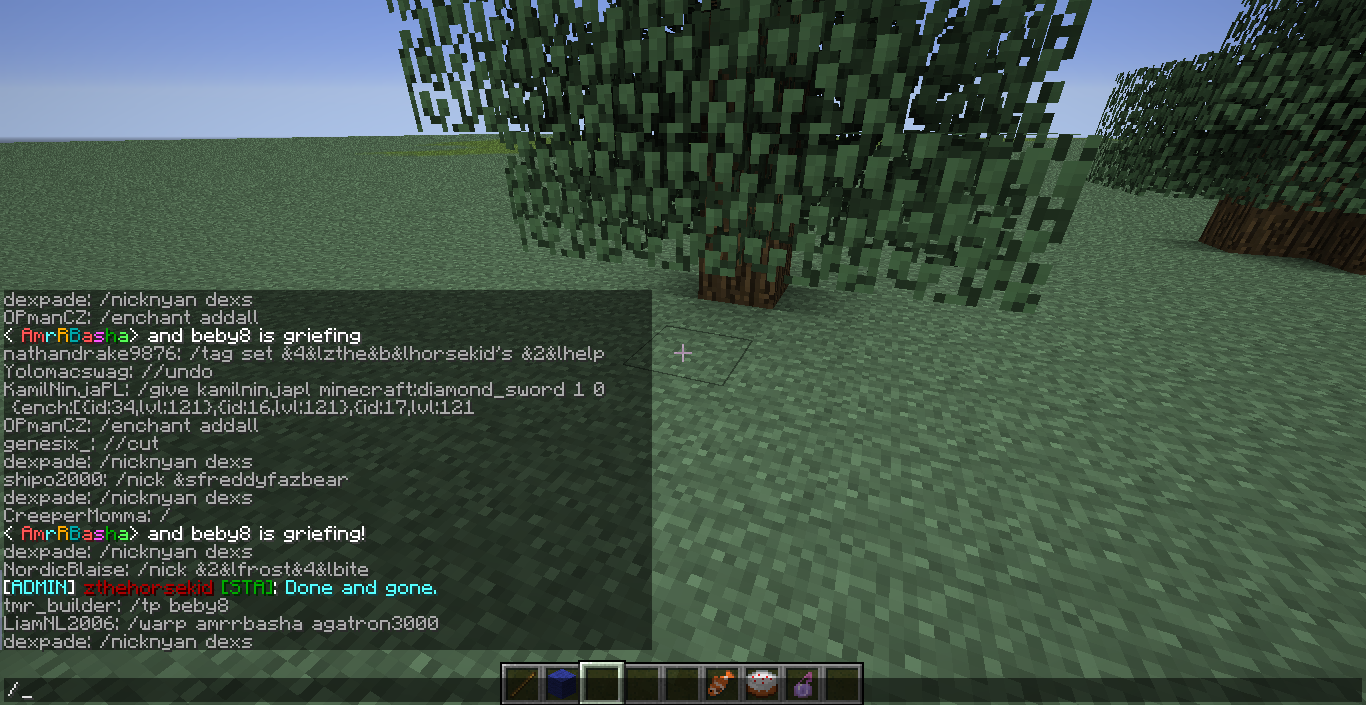 dexpade: /nicknyan dexs
OPmanCZ: /enchant addall
< AmrRBasha> and beby8 is griefing
nathandrake9876: /tag set &4&lzthe&b&lhorsekid's &2&lhelp
Yolomacswag: //undo
KamilNinjaPL: /give kamilninjapl minecraft:diamond_sword 1 0
{ench:[{id:34,lvl:121},{id:16,lvl:121},{id:17,lvl:121
OPmanCZ: /enchant addall
genesix_: //cut
dexpade: /nicknyan dexs
shipo2000: /nick &sfreddyfazbear
dexpade: /nicknyan dexs
CreeperMomma: /
< AmrRBasha> and beby8 is griefing!
dexpade: /nicknyan dexs
NordicBlaise: /nick &2&lfrost&4&lbite
[ADMIN] zthehorsekid [STA]: Done and gone.
tmr_builder: /tp beby8
LiamNL2006: /warp amrrbasha agatron3000
dexpade: /nicknyan dexs
/_